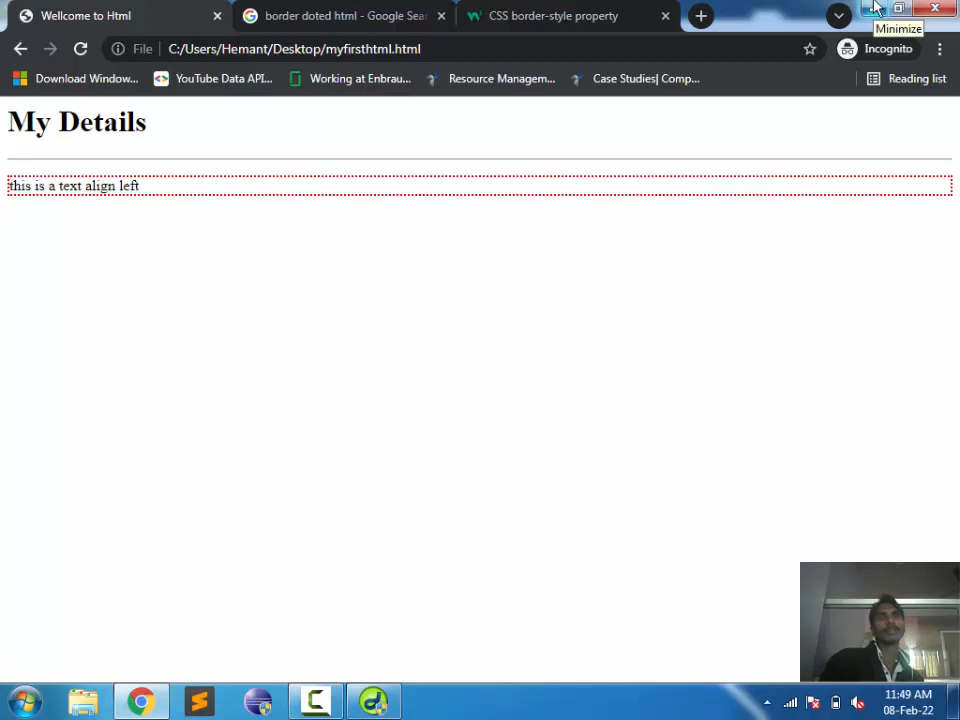 Welcome to Html
border doted html - Google Sear
CSS border-style property
Minimize
File
C:/Users/Hemant/Desktop/myfirsthtml.html
Incognito
Download Window...
YouTube Data API...
Working at Enbrau...
Resource Managem...
Case Studies| Comp...
Reading list
My Details
this is a text align left
11:49 AM
08-Feb-22